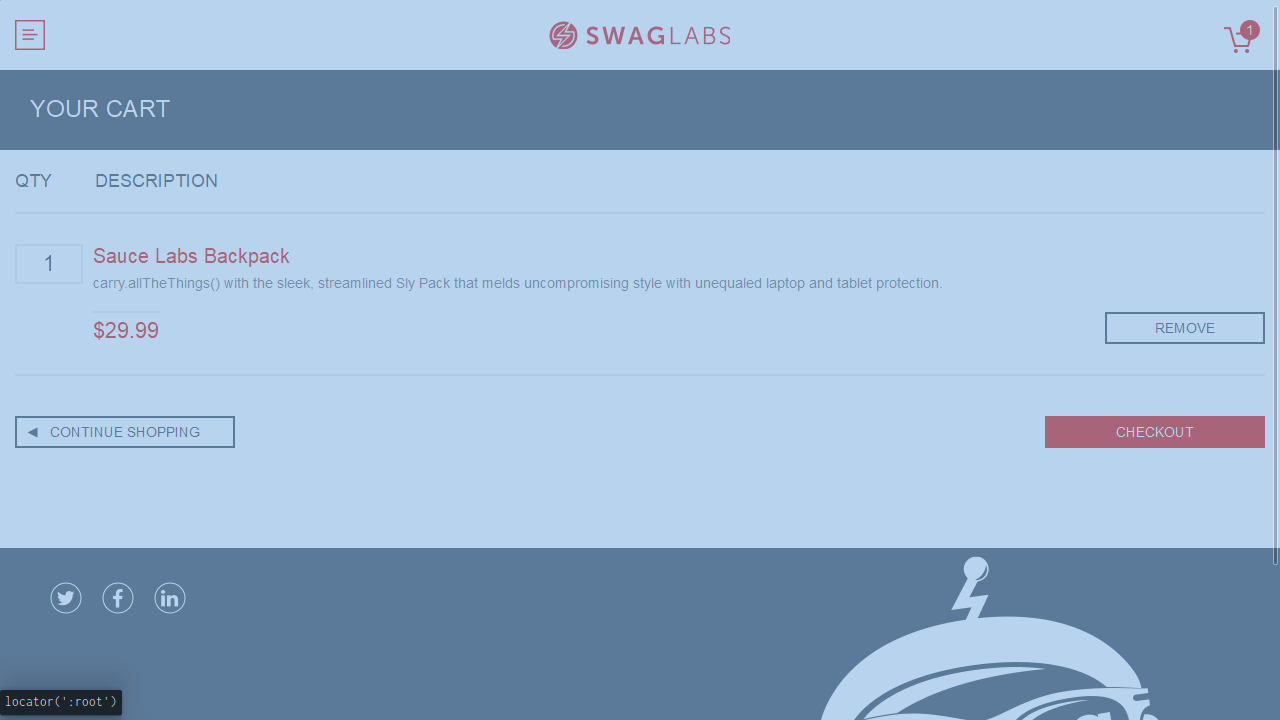 SWAGLABS
1
YOUR CART
QTY DESCRIPTION
1
Sauce Labs Backpack
carry.allTheThings() with the sleek, streamlined Sly Pack that melds uncompromising style with unequaled laptop and tablet protection.
$29.99
REMOVE
CONTINUE SHOPPING
CHECKOUT
locator(':root')